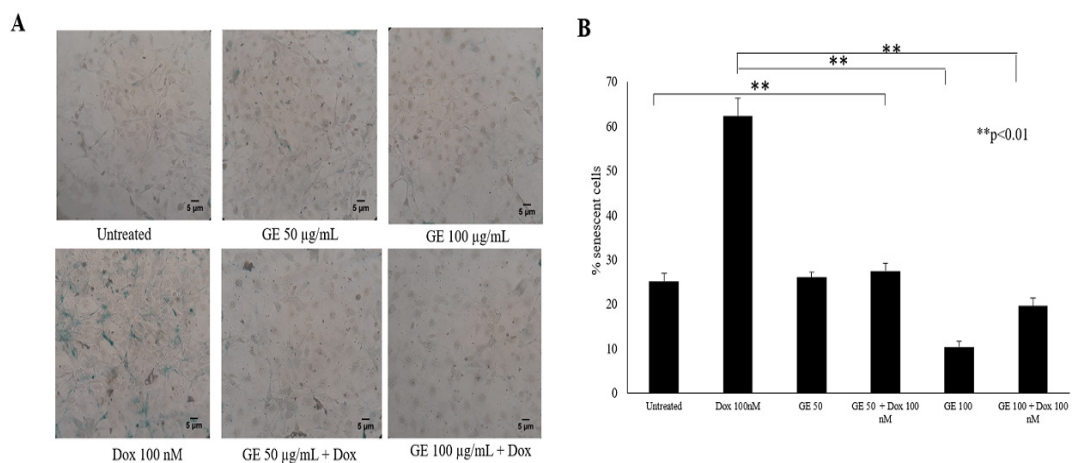 A
5 µm
5 µm
5 µm
Untreated
GE 50 µg/mL
GE 100 µg/mL
5 µm
5 µm
5 µm
Dox 100 nM
GE 50 µg/mL + Dox
GE 100 µg/mL + Dox
B
**
**
**
**p<0.01
% senescent cells
70
60
50
40
30
20
10
0
Untreated
Dox 100nM
GE 50
GE 50 + Dox 100
nM
GE 100
GE 100 + Dox 100
nM